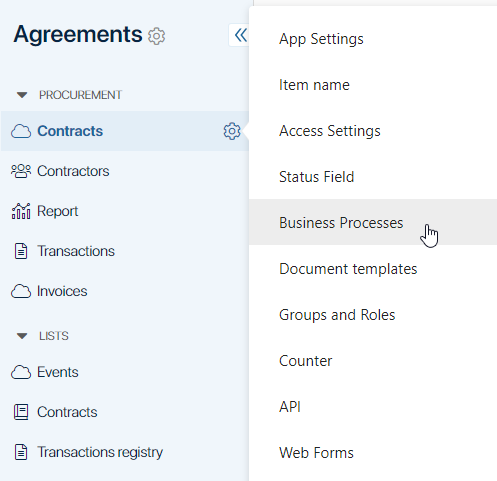 Agreements
PROCUREMENT
Contracts
Contractors
Report
Transactions
Invoices
LISTS
Events
Contracts
Transactions registry
App Settings
Item name
Access Settings
Status Field
Business Processes
Document templates
Groups and Roles
Counter
API
Web Forms